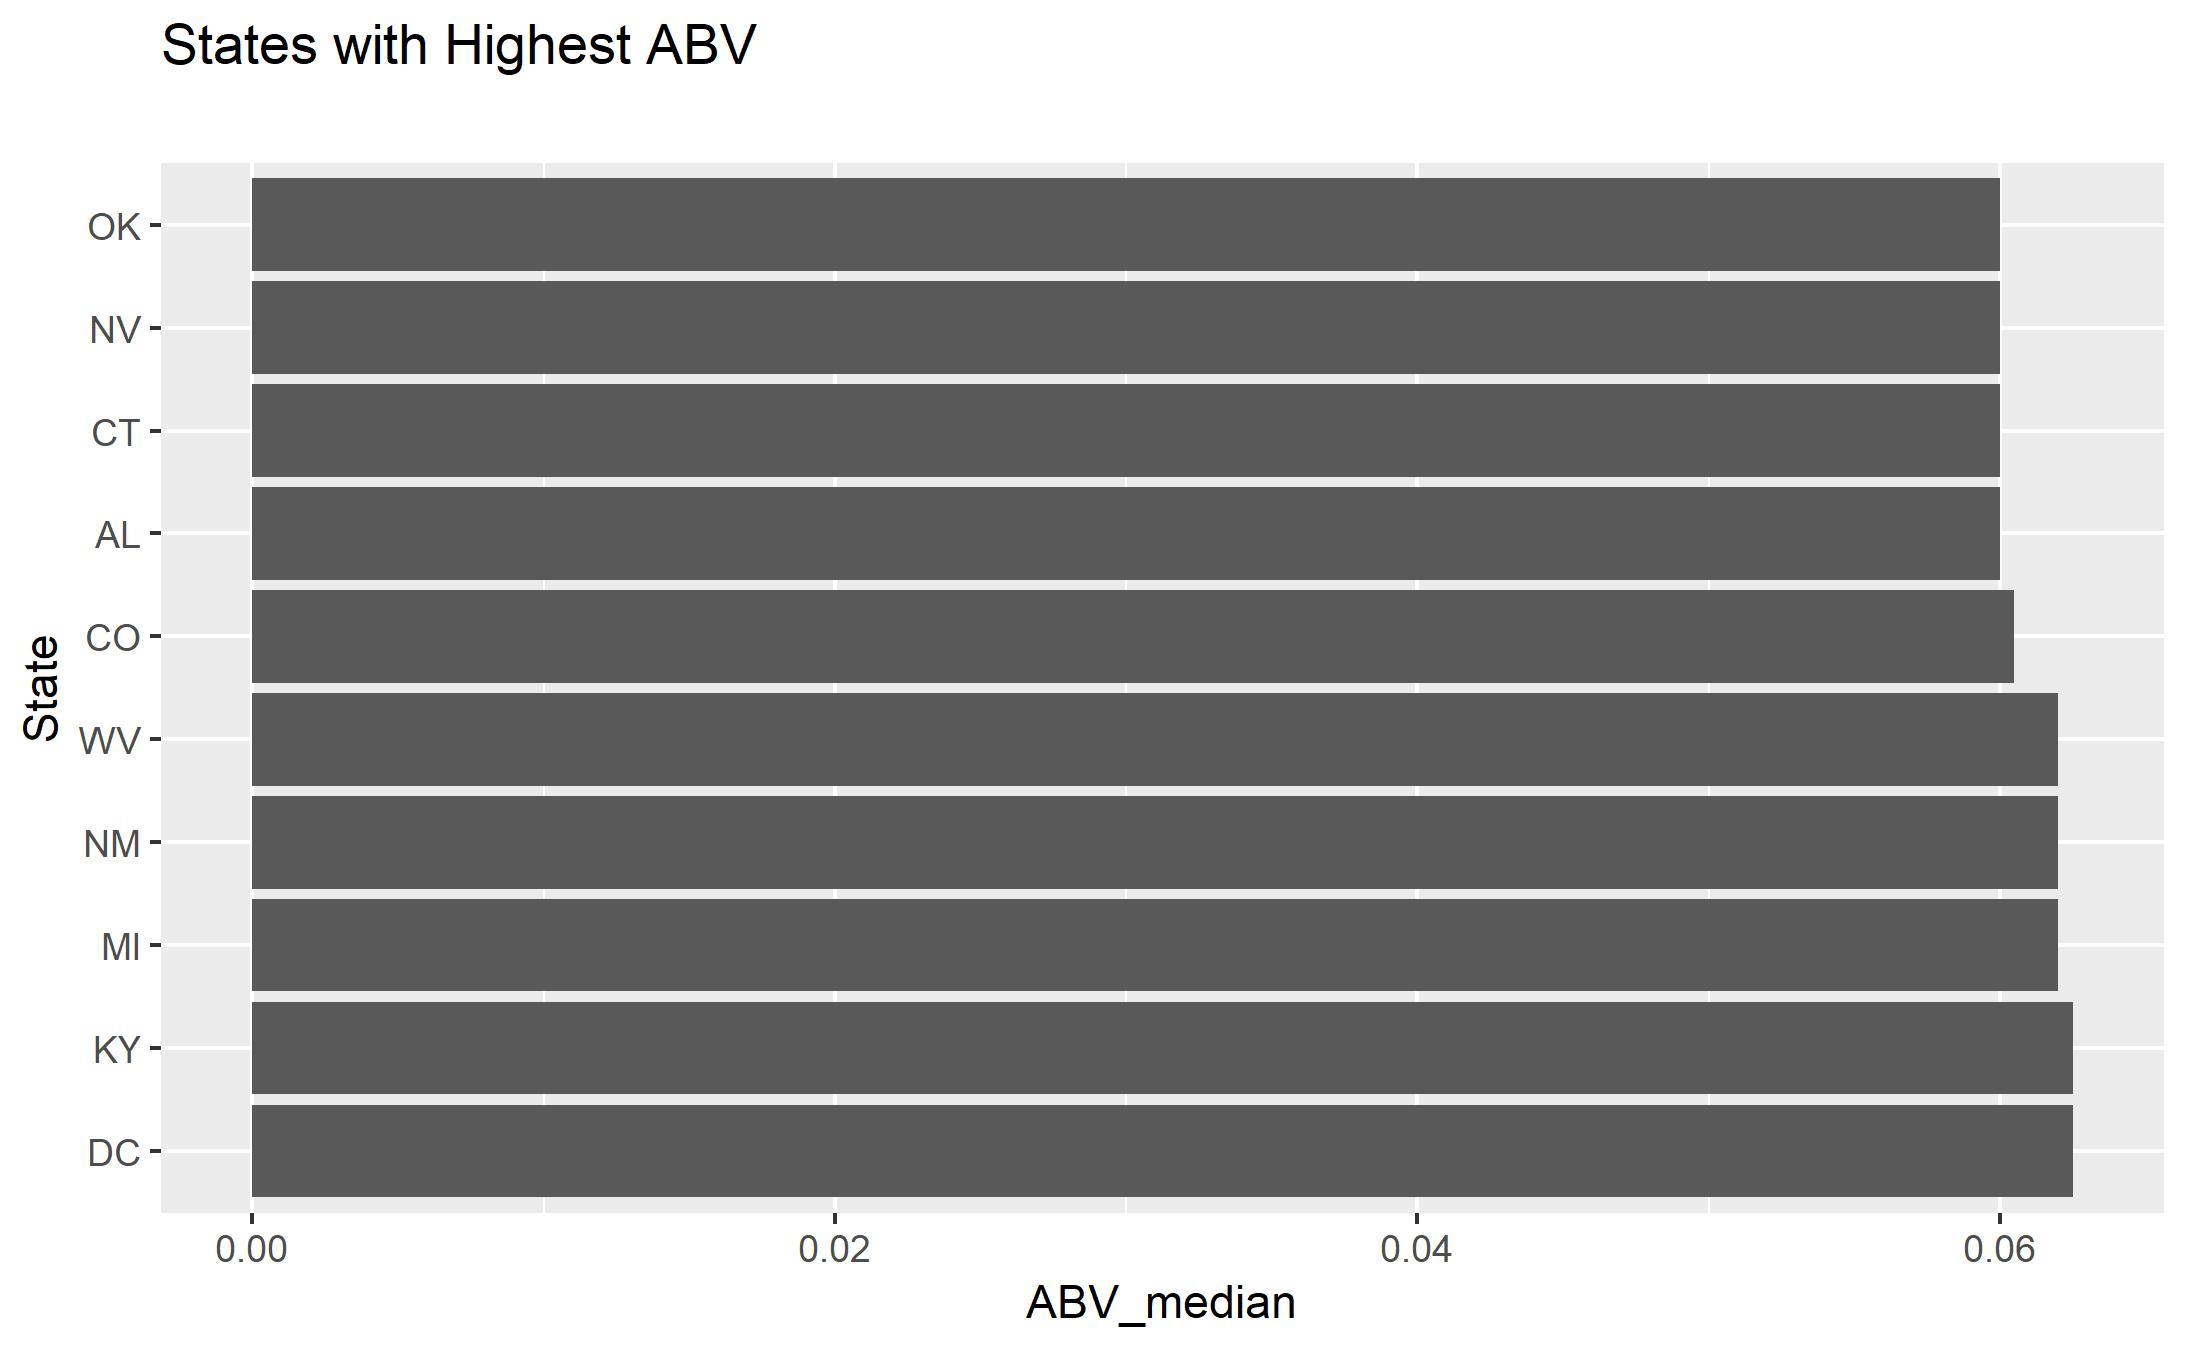 States with Highest ABV
State
OK
NV
CT
AL
CO
WV
NM
MI
KY
DC
0.00 0.02 0.04 0.06
ABV_median